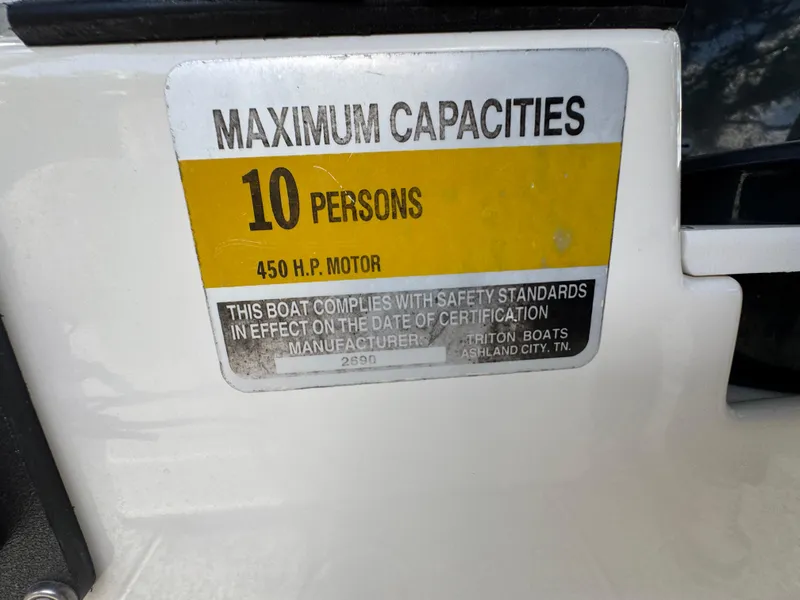 MAXIMUM CAPACITIES
10 PERSONS
450 H.P. MOTOR
THIS BOAT COMPLIES WITH SAFETY STANDARDS
IN EFFECT ON THE DATE OF CERTIFICATION
MANUFACTURER: TRITON BOATS
2690 ASHLAND CITY, TN.